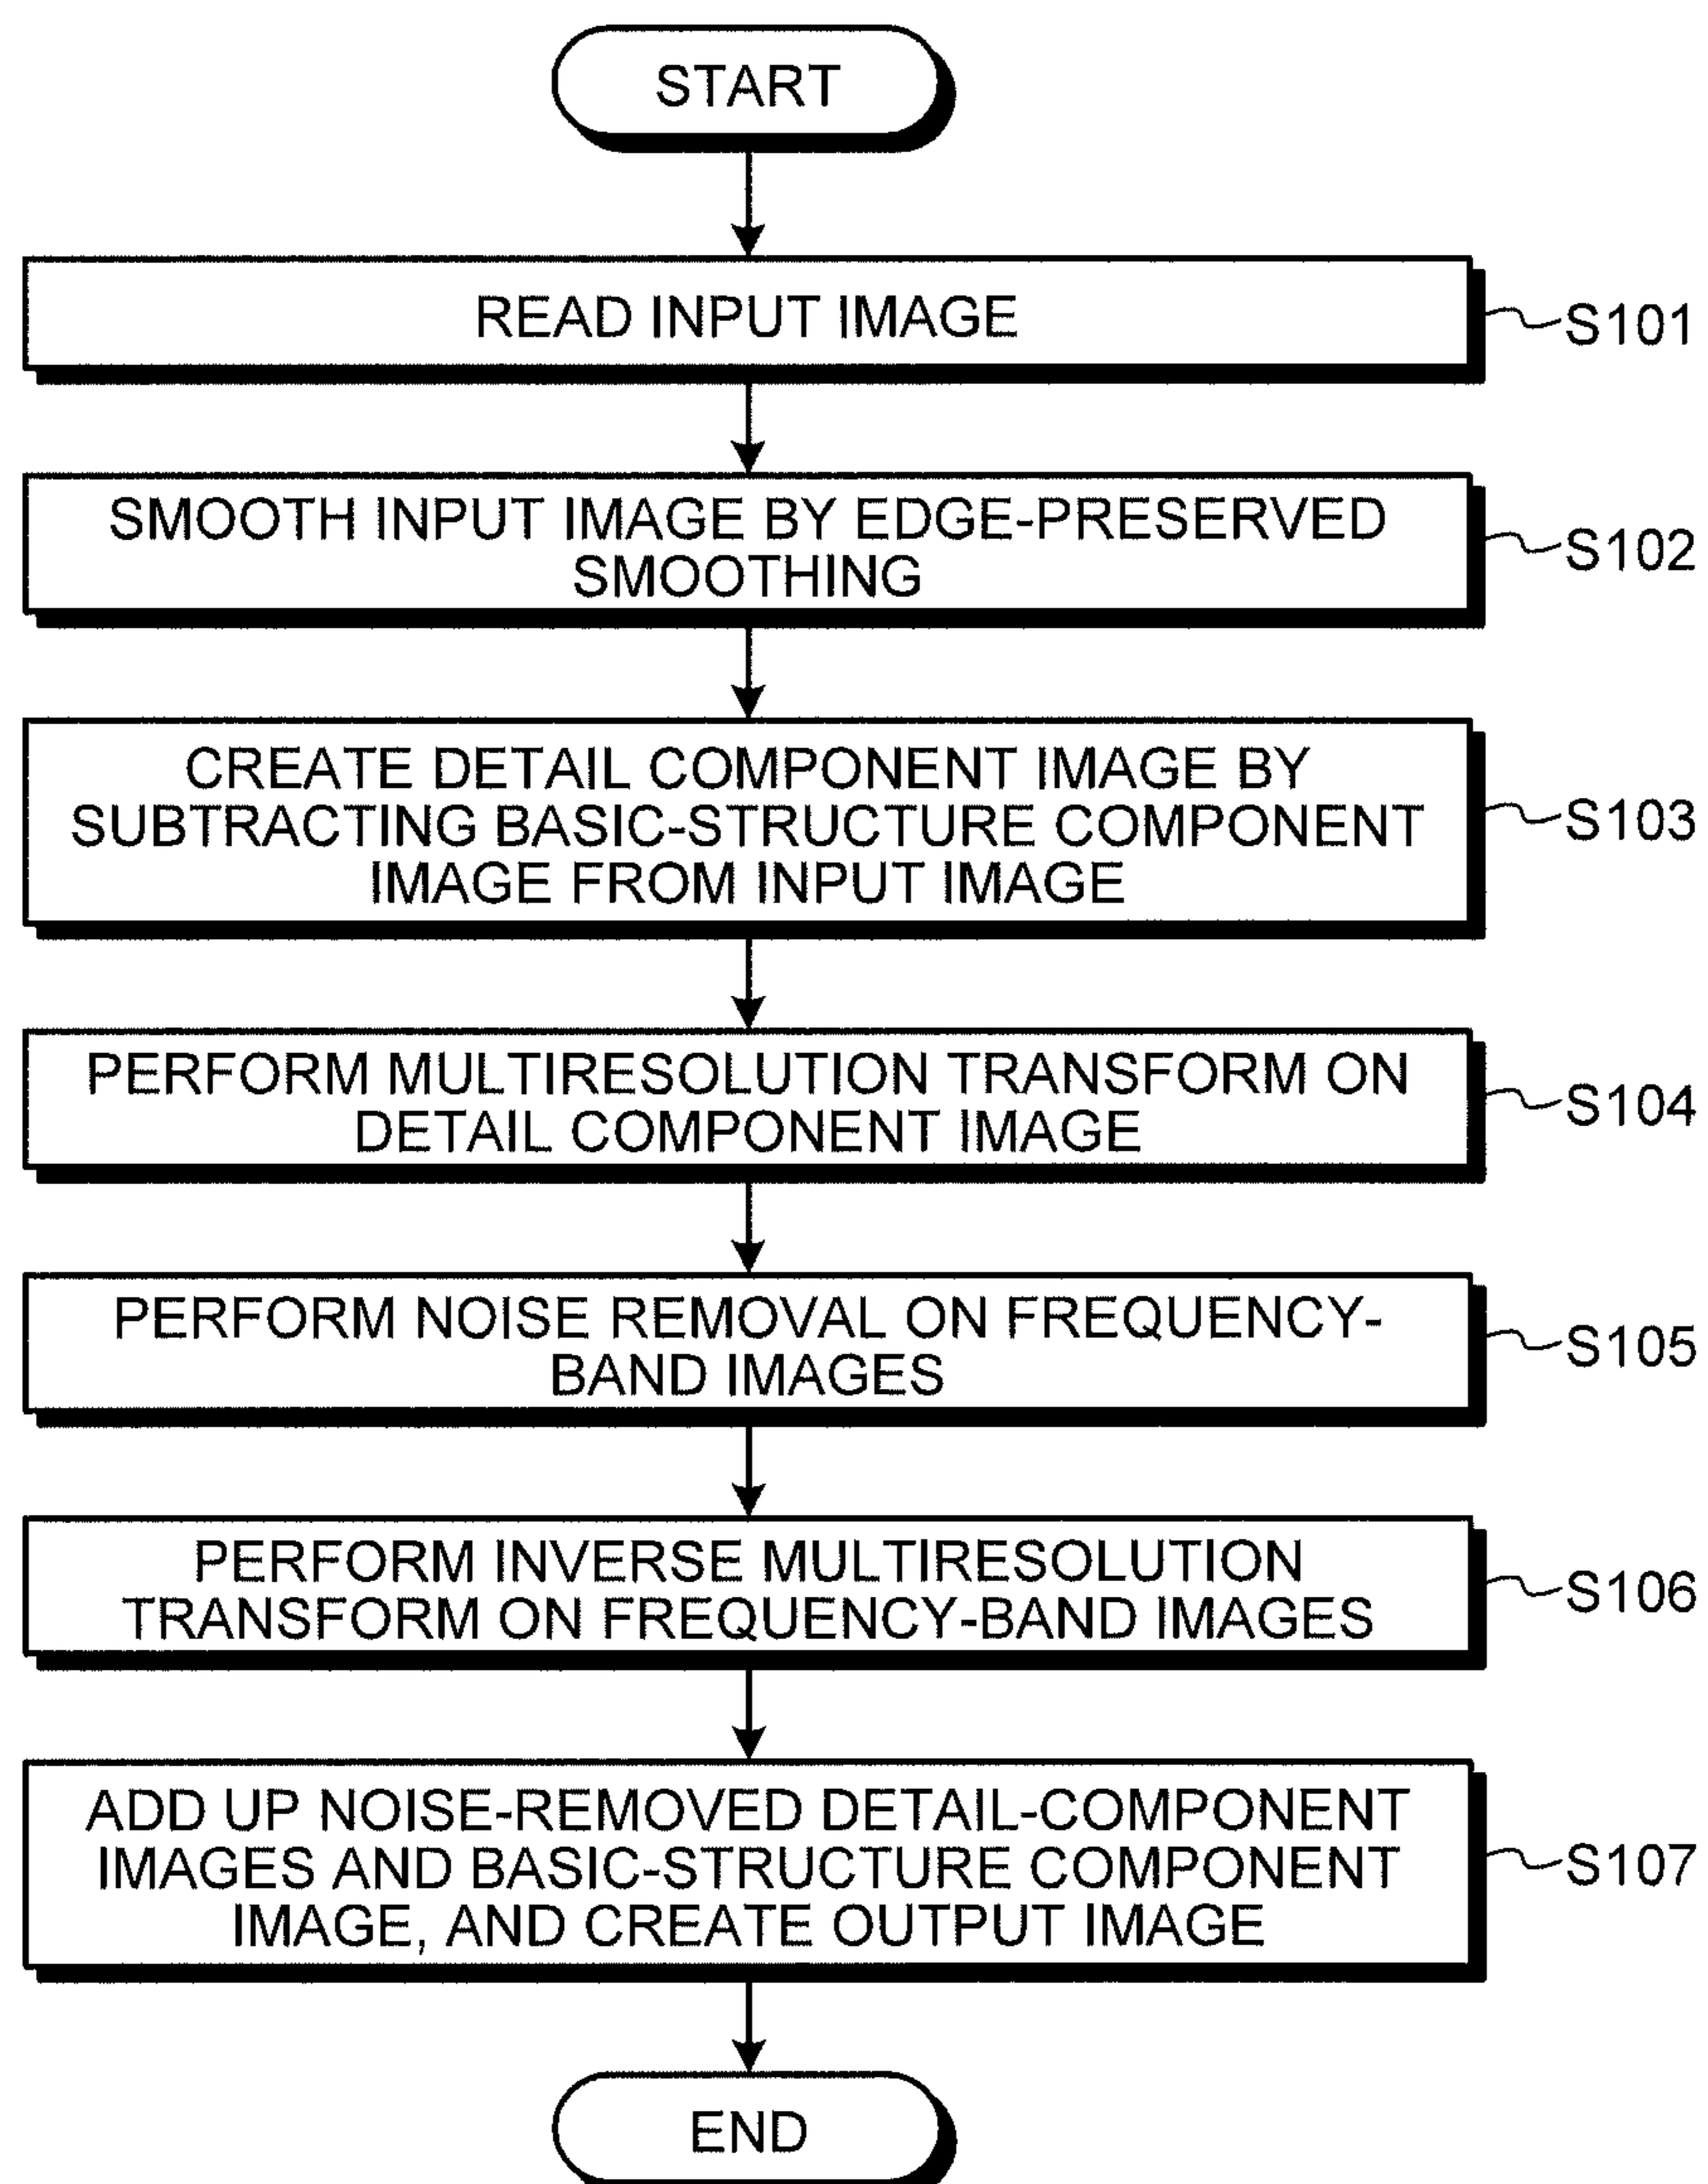 START
READ INPUT IMAGE
S101
SMOOTH INPUT IMAGE BY EDGE-PRESERVED
SMOOTHING
S102
CREATE DETAIL COMPONENT IMAGE BY
SUBTRACTING BASIC-STRUCTURE COMPONENT
IMAGE FROM INPUT IMAGE
S103
PERFORM MULTIRESOLUTION TRANSFORM ON
DETAIL COMPONENT IMAGE
S104
PERFORM NOISE REMOVAL ON FREQUENCY-
BAND IMAGES
S105
PERFORM INVERSE MULTIRESOLUTION
TRANSFORM ON FREQUENCY-BAND IMAGES
S106
ADD UP NOISE-REMOVED DETAIL-COMPONENT
IMAGES AND BASIC-STRUCTURE COMPONENT
IMAGE, AND CREATE OUTPUT IMAGE
S107
END